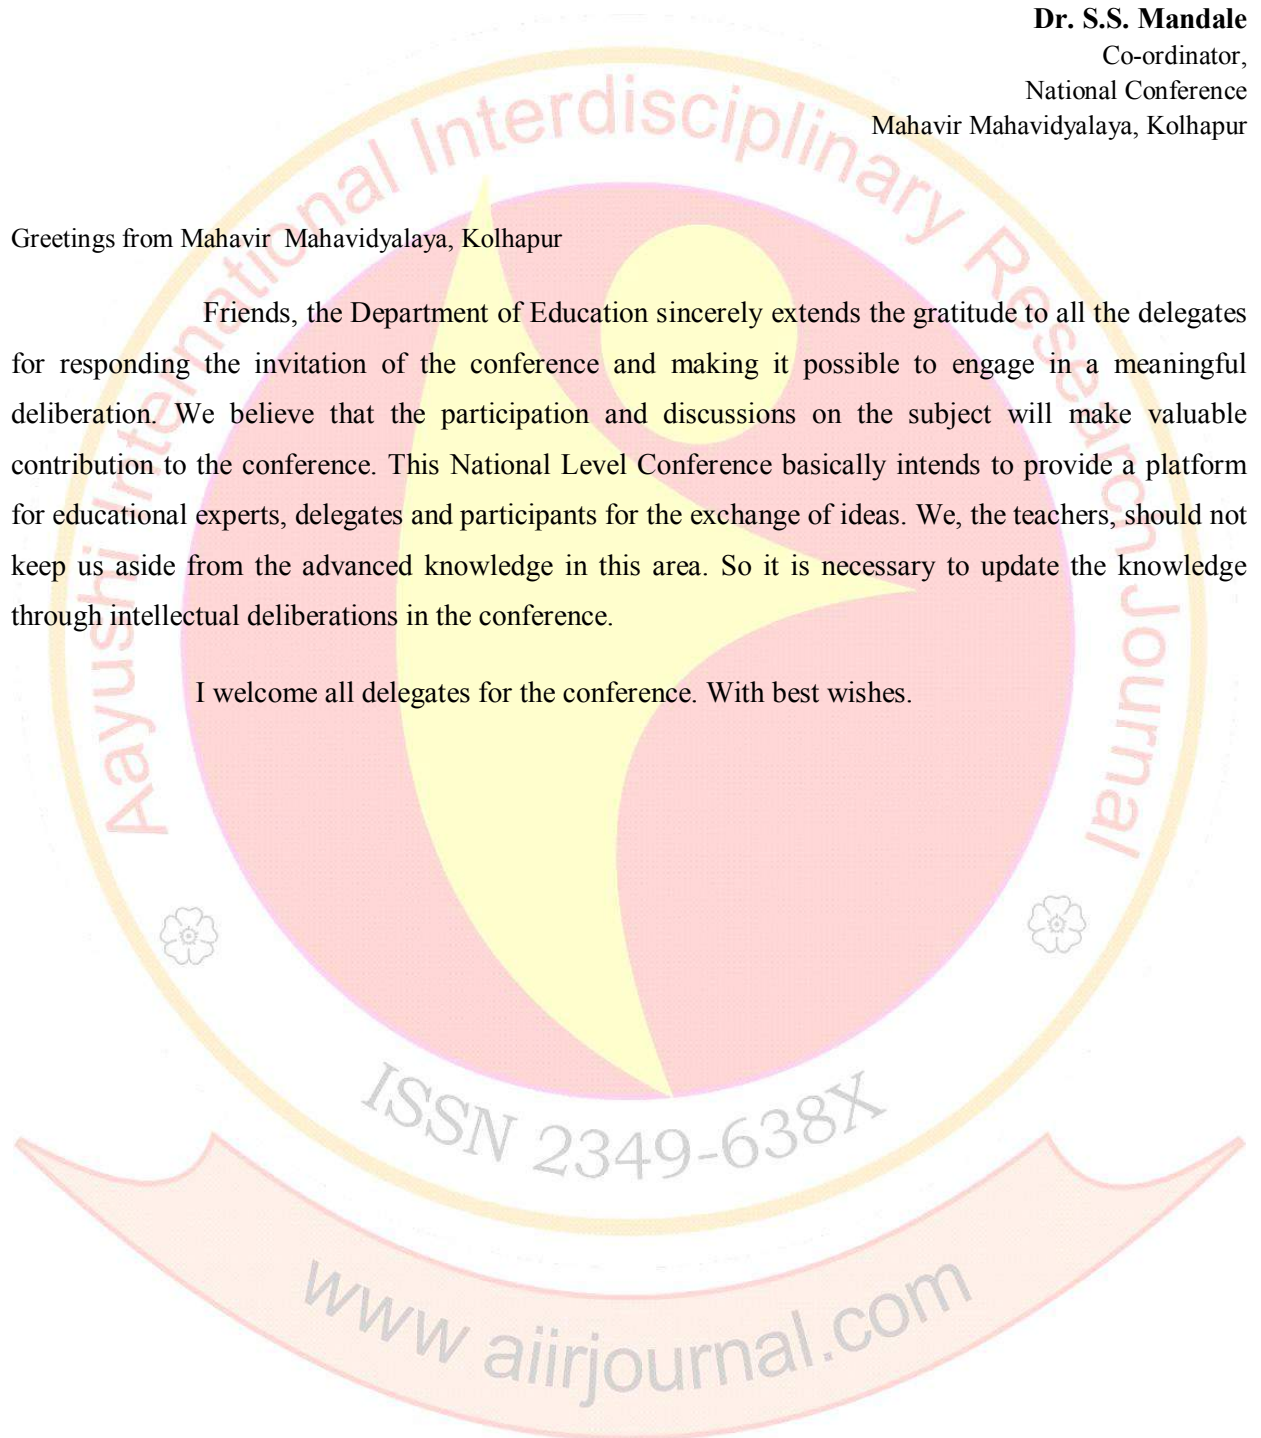 Dr. S.S. Mandale
Co-ordinator,
National Conference
Mahavir Mahavidyalaya, Kolhapur
Greetings from Mahavir Mahavidyalaya, Kolhapur
Friends, the Department of Education sincerely extends the gratitude to all the delegates
for responding the invitation of the conference and making it possible to engage in a meaningful
deliberation. We believe that the participation and discussions on the subject will make valuable
contribution to the conference. This National Level Conference basically intends to provide a platform
for educational experts, delegates and participants for the exchange of ideas. We, the teachers, should not
keep us aside from the advanced knowledge in this area. So it is necessary to update the knowledge
through intellectual deliberations in the conference.
I welcome all delegates for the conference. With best wishes.
Aayushi International Interdisciplinary Research Journal
ISSN 2349-638X
www aiirjournal.com